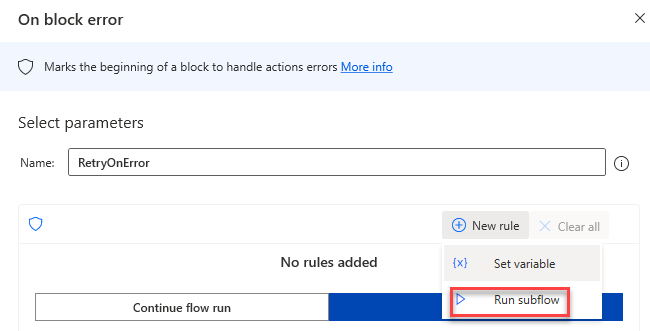 On block error
Marks the beginning of a block to handle actions errors More info
Select parameters
Name: RetryOnError
New rule Clear all
No rules added
{x} Set variable
Continue flow run
Run subflow